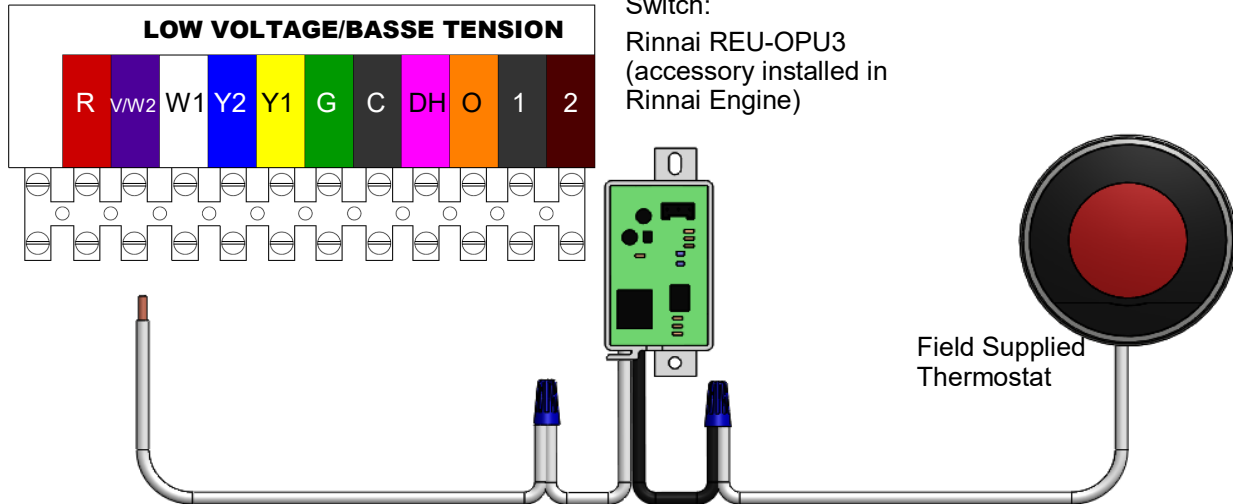 LOW VOLTAGE/BASSE TENSION
R V/W2 W1 Y2 Y1 G C DH O 1 2
Switch:
Rinnai REU-OPU3
(accessory installed in
Rinnai Engine)
Field Supplied
Thermostat